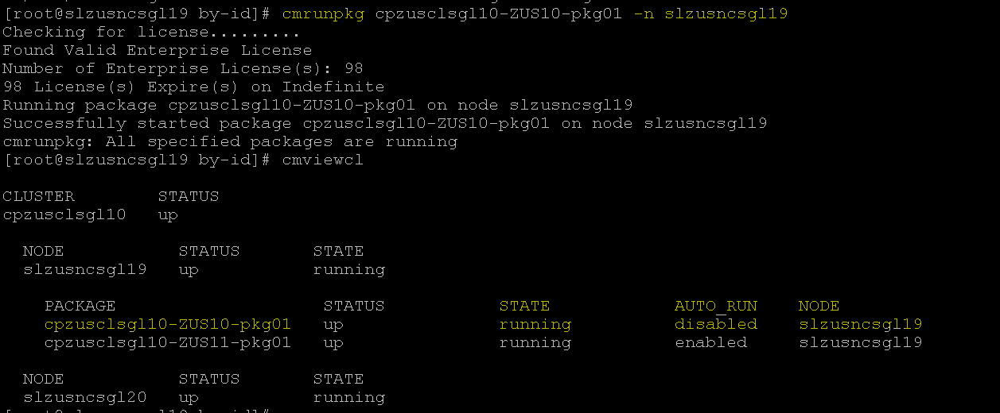 [root@slzusncsgl19 by-id]# cmrunpkg cpzusclsgl10-ZUS10-pkg01 -n slzusncsgl19
Checking for license.........
Found Valid Enterprise License
Number of Enterprise License(s): 98
98 License(s) Expire(s) on Indefinite
Running package cpzusclsgl10-ZUS10-pkg01 on node slzusncsgl19
Successfully started package cpzusclsgl10-ZUS10-pkg01 on node slzusncsgl19
cmrunpkg: All specified packages are running
[root@slzusncsgl19 by-id]# cmviewcl
CLUSTER STATUS
cpzusclsgl10 up
NODE STATUS STATE
slzusncsgl19 up running
PACKAGE STATUS STATE AUTO_RUN NODE
cpzusclsgl10-ZUS10-pkg01 up running disabled slzusncsgl19
cpzusclsgl10-ZUS11-pkg01 up running enabled slzusncsgl19
NODE STATUS STATE
slzusncsgl20 up running